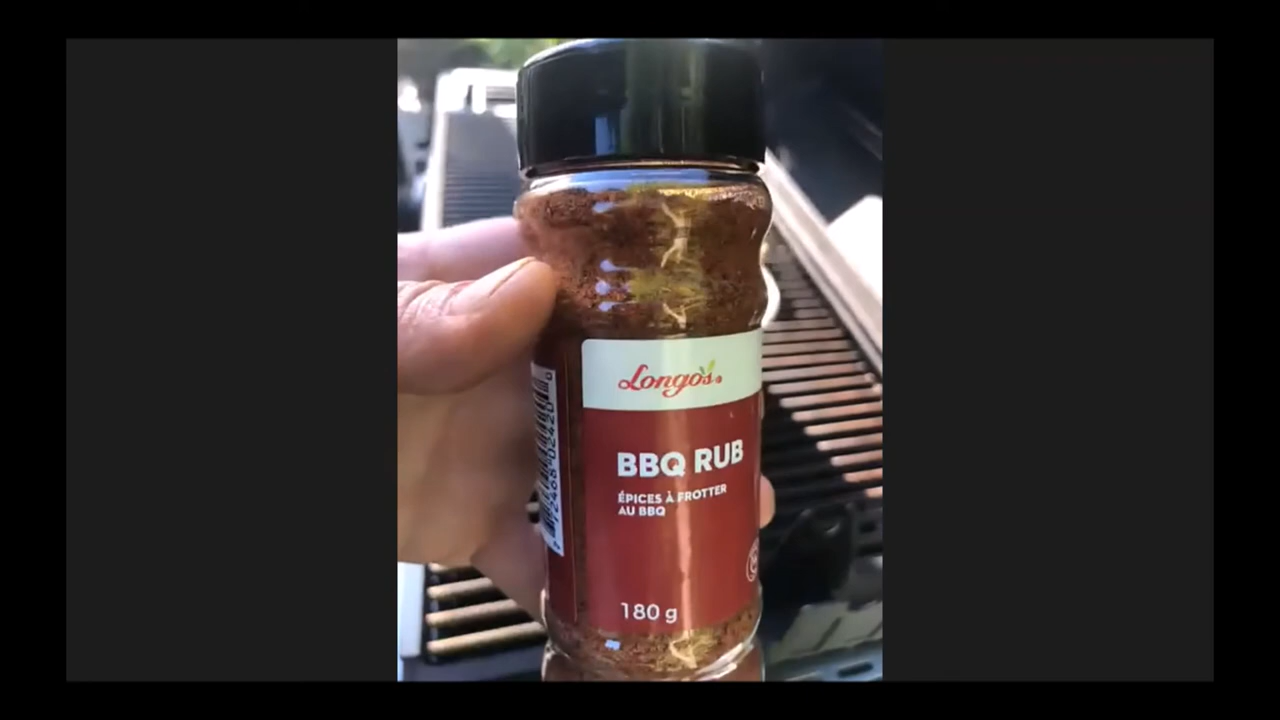 Longo's
BBQ RUB
ÉPICES À FROTTER
AU BBQ
180 g